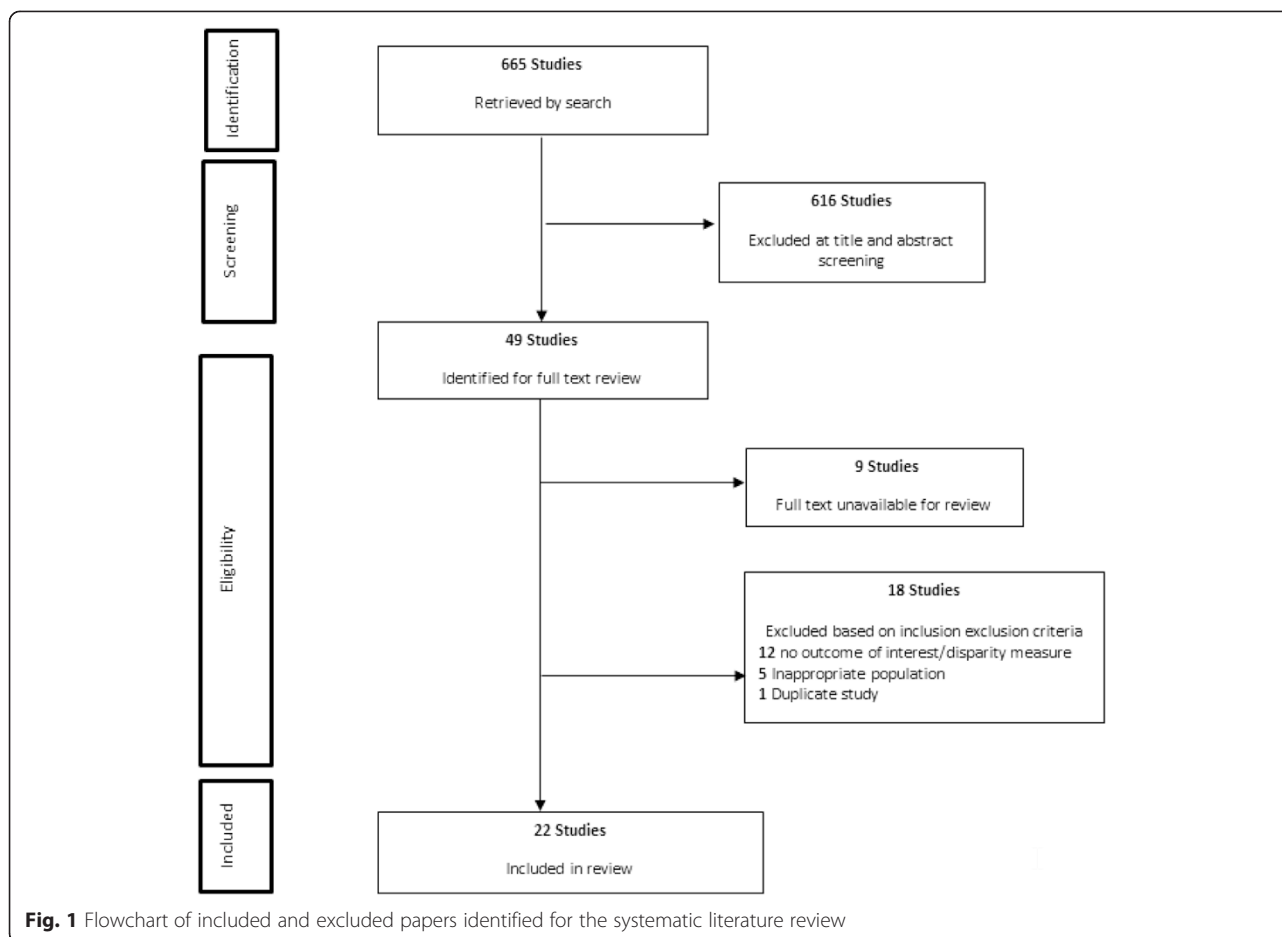 Identification
665 Studies
Retrieved by search
Screening
616 Studies
Excluded at title and abstract
screening
49 Studies
Identified for full text review
Eligibility
9 Studies
Full text unavailable for review
18 Studies
Excluded based on inclusion exclusion criteria
12 no outcome of interest/disparity measure
5 Inappropriate population
1 Duplicate study
Included
22 Studies
Included in review
Fig. 1 Flowchart of included and excluded papers identified for the systematic literature review